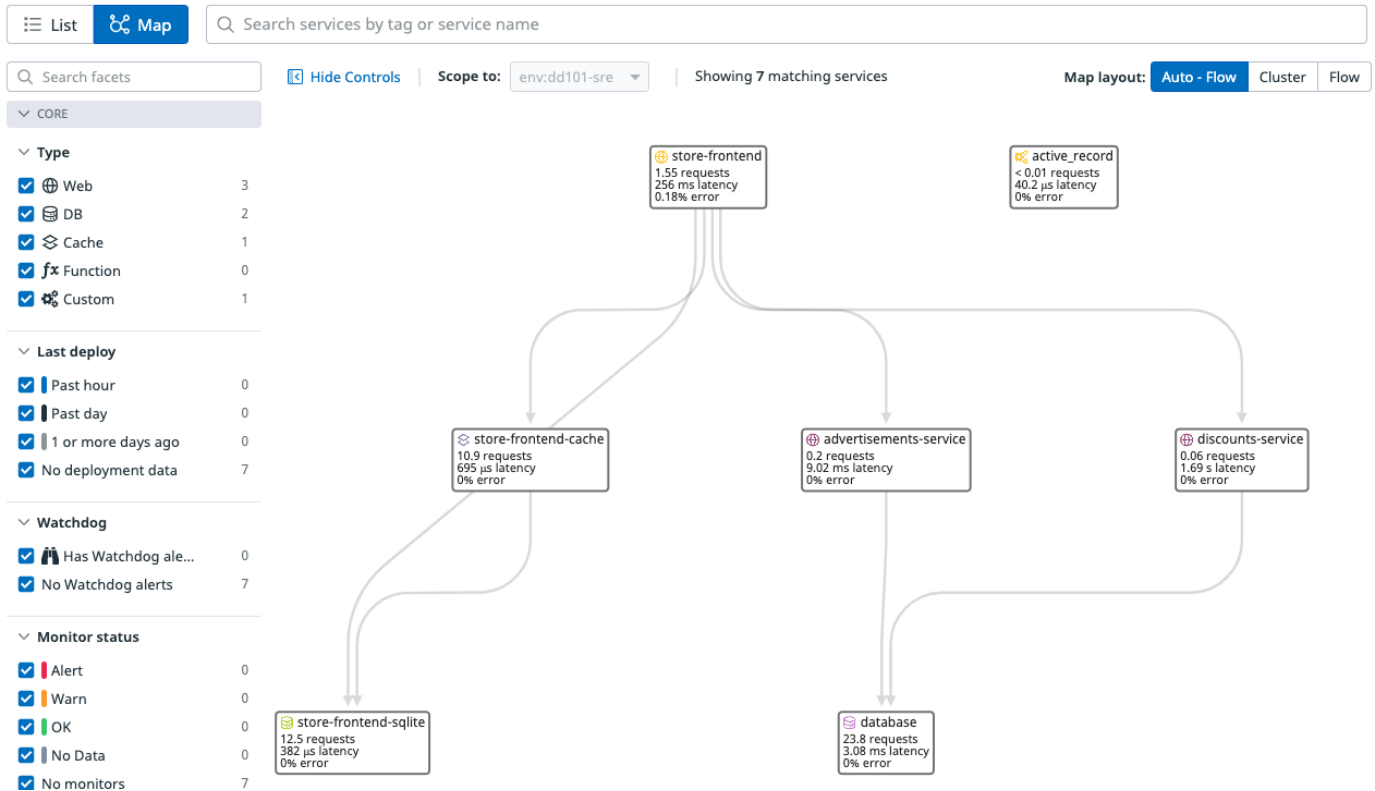 List
Map
Search services by tag or service name
Search facets
Hide Controls
Scope to:
env:dd101-sre
Showing 7 matching services
Map layout:
Auto - Flow
Cluster
Flow
CORE
Type
Web 3
DB 2
Cache 1
Function 0
Custom 1
Last deploy
Past hour 0
Past day 0
1 or more days ago 0
No deployment data 7
Watchdog
Has Watchdog ale... 0
No Watchdog alerts 7
Monitor status
Alert 0
Warn 0
OK 0
No Data 0
No monitors 7
store-frontend
1.55 requests
256 ms latency
0.18% error
active_record
< 0.01 requests
40.2 µs latency
0% error
store-frontend-cache
10.9 requests
695 µs latency
0% error
advertisements-service
0.2 requests
9.02 ms latency
0% error
discounts-service
0.06 requests
1.69 s latency
0% error
store-frontend-sqlite
12.5 requests
382 µs latency
0% error
database
23.8 requests
3.08 ms latency
0% error